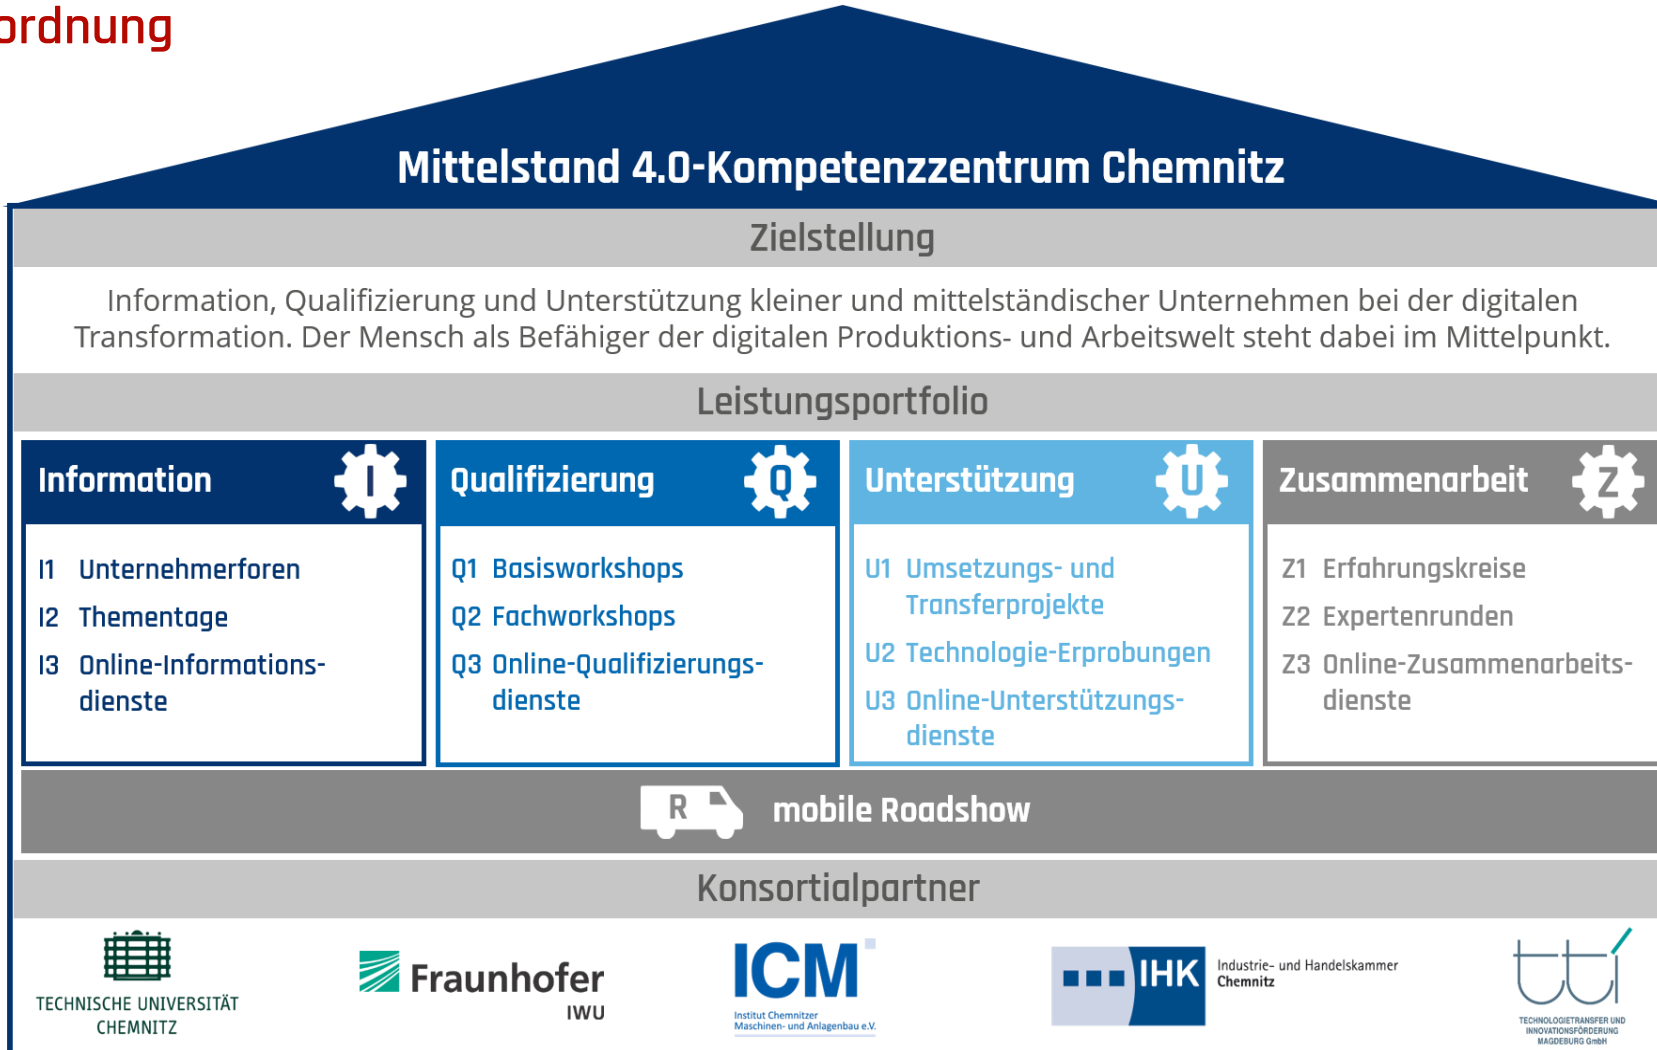 ordnung
Mittelstand 4.0-Kompetenzzentrum Chemnitz
Zielstellung
Information, Qualifizierung und Unterstützung kleiner und mittelständischer Unternehmen bei der digitalen
Transformation. Der Mensch als Befähiger der digitalen Produktions- und Arbeitswelt steht dabei im Mittelpunkt.
Leistungsportfolio
Information I
I1 Unternehmerforen
I2 Thementage
I3 Online-Informations-
dienste
Qualifizierung Q
Q1 Basisworkshops
Q2 Fachworkshops
Q3 Online-Qualifizierungs-
dienste
Unterstützung U
U1 Umsetzungs- und
Transferprojekte
U2 Technologie-Erprobungen
U3 Online-Unterstützungs-
dienste
Zusammenarbeit Z
Z1 Erfahrungskreise
Z2 Expertenrunden
Z3 Online-Zusammenarbeits-
dienste
R mobile Roadshow
Konsortialpartner
TECHNISCHE UNIVERSITÄT
CHEMNITZ
Fraunhofer
IWU
ICM
Institut Chemnitzer
Maschinen- und Anlagenbau e.V.
IHK
Industrie- und Handelskammer
Chemnitz
tti
TECHNOLOGIETRANSFER UND
INNOVATIONSFÖRDERUNG
MAGDEBURG GmbH